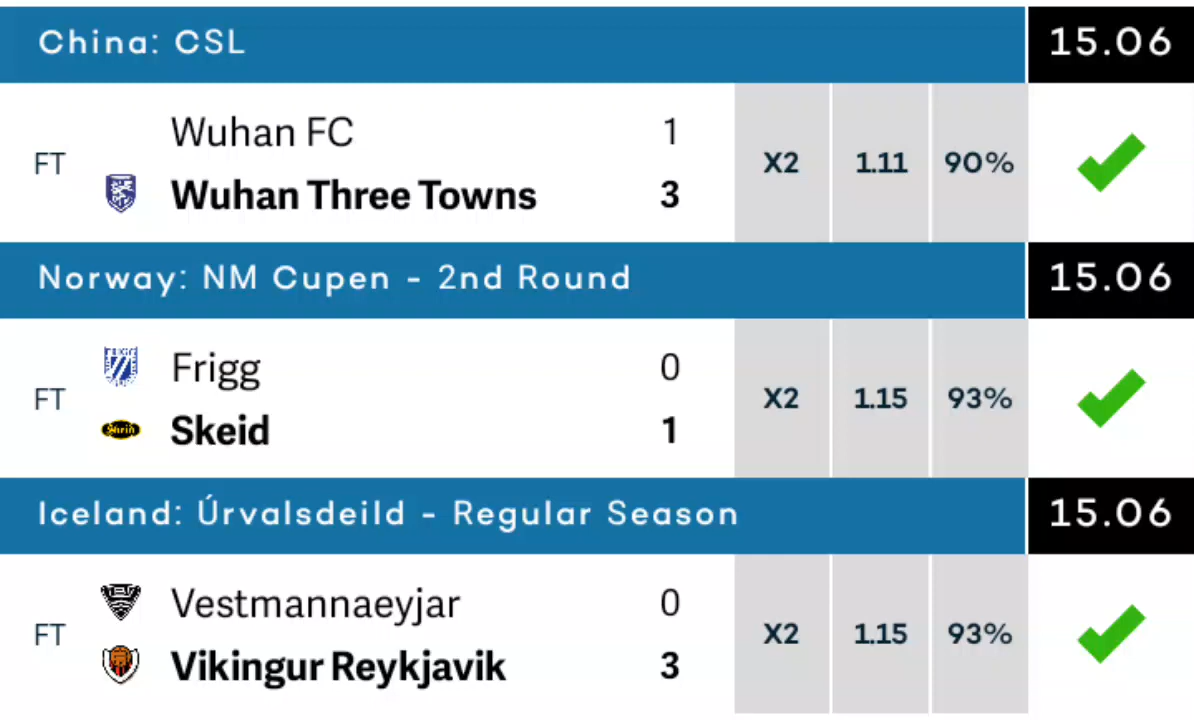 China: CSL 15.06
Wuhan FC 1
FT X2 1.11 90%
Wuhan Three Towns 3
Norway: NM Cupen - 2nd Round 15.06
Frigg 0
FT X2 1.15 93%
Skeid 1
Iceland: Úrvalsdeild - Regular Season 15.06
Vestmannaeyjar 0
FT X2 1.15 93%
Vikingur Reykjavik 3